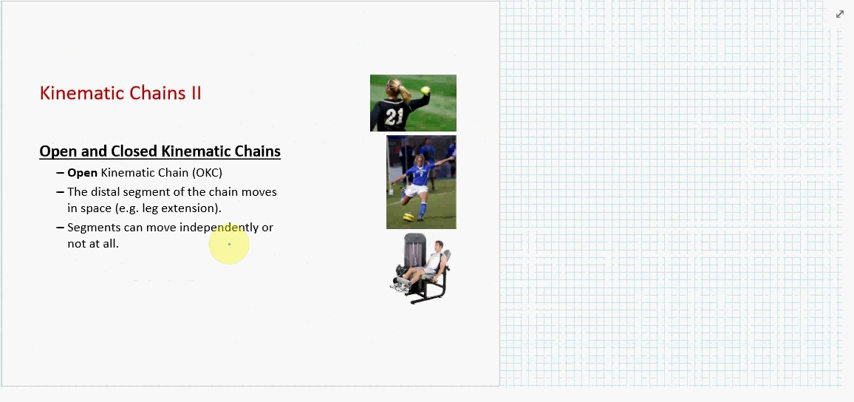 Kinematic Chains II
Open and Closed Kinematic Chains
– Open Kinematic Chain (OKC)
– The distal segment of the chain moves
in space (e.g. leg extension).
– Segments can move independently or
not at all.
21